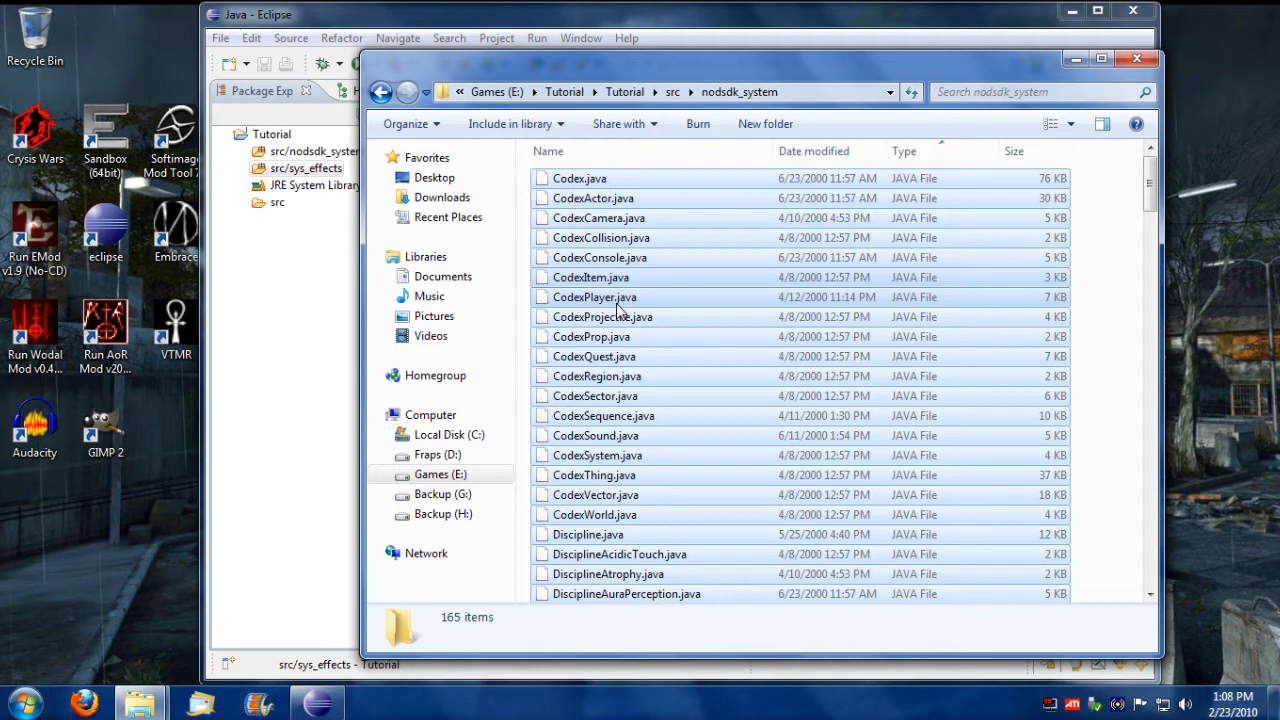 Recycle Bin
Crysis Wars
Sandbox (64bit)
Softimage Mod Tool 7
Run EMod v1.9 (No-CD)
eclipse
Embrace
Run Wodal Mod v0.4...
Run AoR Mod v20...
VTMR
Audacity
GIMP 2
Java - Eclipse
File Edit Source Refactor Navigate Search Project Run Window Help
Package Exp
Tutorial
src/nodsdk_system
src/sys_effects
JRE System Library
src
src/sys_effects - Tutorial
« Games (E:) Tutorial Tutorial src nodsdk_system
Search nodsdk_system
Organize Include in library Share with Burn New folder
Favorites
Desktop
Downloads
Recent Places
Libraries
Documents
Music
Pictures
Videos
Homegroup
Computer
Local Disk (C:)
Fraps (D:)
Games (E:)
Backup (G:)
Backup (H:)
Network
Name Date modified Type Size
Codex.java 6/23/2010 11:57 AM JAVA File 76 KB
CodexActor.java 6/23/2000 11:57 AM JAVA File 30 KB
CodexCamera.java 4/10/2000 4:53 PM JAVA File 5 KB
CodexCollision.java 4/8/2000 12:57 PM JAVA File 2 KB
CodexConsole.java 6/23/2000 11:57 AM JAVA File 5 KB
CodexItem.java 4/8/2000 12:57 PM JAVA File 3 KB
CodexPlayer.java 4/12/2000 11:14 PM JAVA File 7 KB
CodexProjectile.java 4/8/2000 12:57 PM JAVA File 4 KB
CodexProp.java 4/8/2000 12:57 PM JAVA File 2 KB
CodexQuest.java 4/8/2000 12:57 PM JAVA File 7 KB
CodexRegion.java 4/8/2000 12:57 PM JAVA File 2 KB
CodexSector.java 4/8/2000 12:57 PM JAVA File 6 KB
CodexSequence.java 4/11/2000 1:30 PM JAVA File 10 KB
CodexSound.java 6/11/2000 1:54 PM JAVA File 5 KB
CodexSystem.java 4/8/2000 12:57 PM JAVA File 4 KB
CodexThing.java 4/8/2000 12:57 PM JAVA File 37 KB
CodexVector.java 4/8/2000 12:57 PM JAVA File 18 KB
CodexWorld.java 4/8/2000 12:57 PM JAVA File 4 KB
Discipline.java 5/25/2000 4:40 PM JAVA File 12 KB
DisciplineAcidicTouch.java 4/8/2000 12:57 PM JAVA File 2 KB
DisciplineAtrophy.java 4/10/2000 4:53 PM JAVA File 2 KB
DisciplineAuraPerception.java 6/23/2000 11:57 AM JAVA File 5 KB
165 items
ATI
1:08 PM
2/23/2010